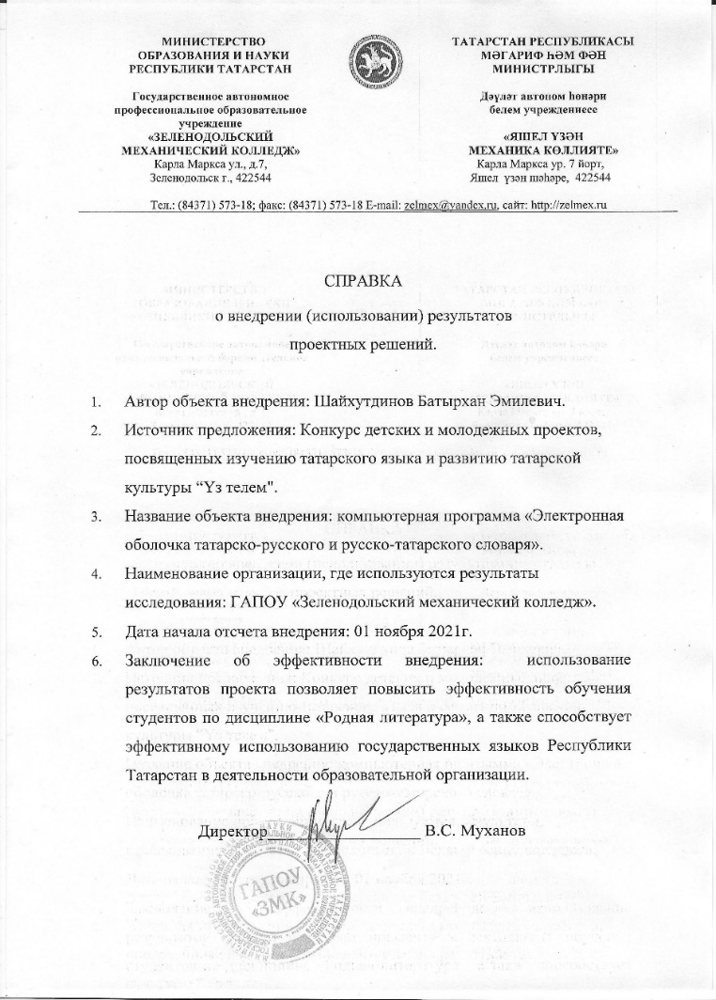 МИНИСТЕРСТВО
ОБРАЗОВАНИЯ И НАУКИ
РЕСПУБЛИКИ ТАТАРСТАН
Государственное автономное
профессиональное образовательное
учреждение
«ЗЕЛЕНОДОЛЬСКИЙ
МЕХАНИЧЕСКИЙ КОЛЛЕДЖ»
Карла Маркса ул., д.7,
Зеленодольск г., 422544
ТАТАРСТАН РЕСПУБЛИКАСЫ
МӘГАРИФ ҺӘМ ФӘН
МИНИСТРЛЫГЫ
Дәүләт автоном һөнәри
белем учреждениесе
«ЯШЕЛ ҮЗӘН
МЕХАНИКА КӨЛЛИЯТЕ»
Карла Маркса ур. 7 йорт,
Яшел үзән шәһәре, 422544
Тел.: (84371) 573-18; факс: (84371) 573-18 E-mail: zelmex@yandex.ru, сайт: http://zelmex.ru
СПРАВКА
о внедрении (использовании) результатов
проектных решений.
1. Автор объекта внедрения: Шайхутдинов Батырхан Эмилевич.
2. Источник предложения: Конкурс детских и молодежных проектов,
посвященных изучению татарского языка и развитию татарской
культуры “Үз телем".
3. Название объекта внедрения: компьютерная программа «Электронная
оболочка татарско-русского и русско-татарского словаря».
4. Наименование организации, где используются результаты
исследования: ГАПОУ «Зеленодольский механический колледж».
5. Дата начала отсчета внедрения: 01 ноября 2021г.
6. Заключение об эффективности внедрения: использование
результатов проекта позволяет повысить эффективность обучения
студентов по дисциплине «Родная литература», а также способствует
эффективному использованию государственных языков Республики
Татарстан в деятельности образовательной организации.
Директор__________________ В.С. Муханов
ГАПОУ
«ЗМК»